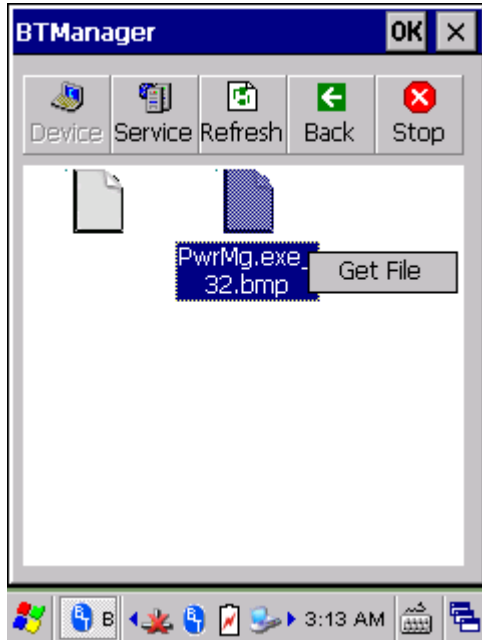 BTManager OK
Device Service Refresh Back Stop
PwrMg.exe_
32.bmp
Get File
B 3:13 AM